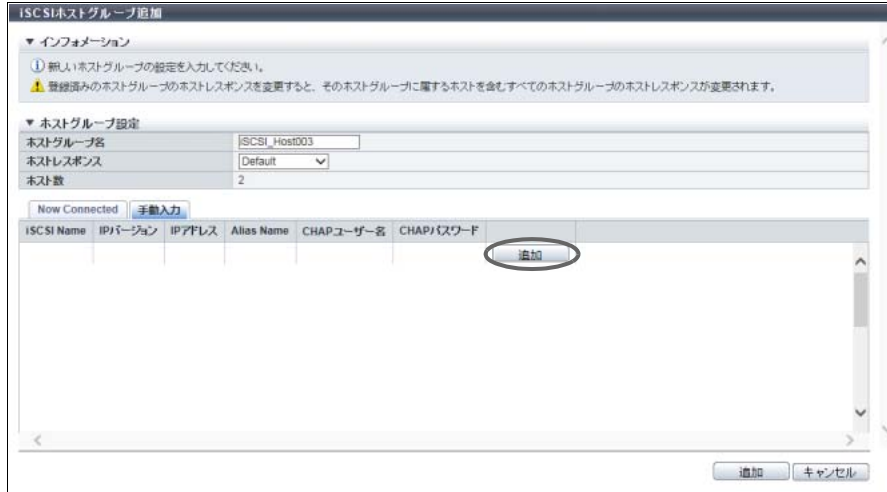 iSCSIホストグループ追加
▼ インフォメーション
新しいホストグループの設定を入力してください。
登録済みのホストグループのホストレスポンスを変更すると、そのホストグループに属するホストを含むすべてのホストグループのホストレスポンスが変更されます。
▼ ホストグループ設定
ホストグループ名 iSCSI_Host003
ホストレスポンス Default
ホスト数 2
Now Connected 手動入力
iSCSI Name IPバージョン IPアドレス Alias Name CHAPユーザー名 CHAPパスワード
追加
追加 キャンセル